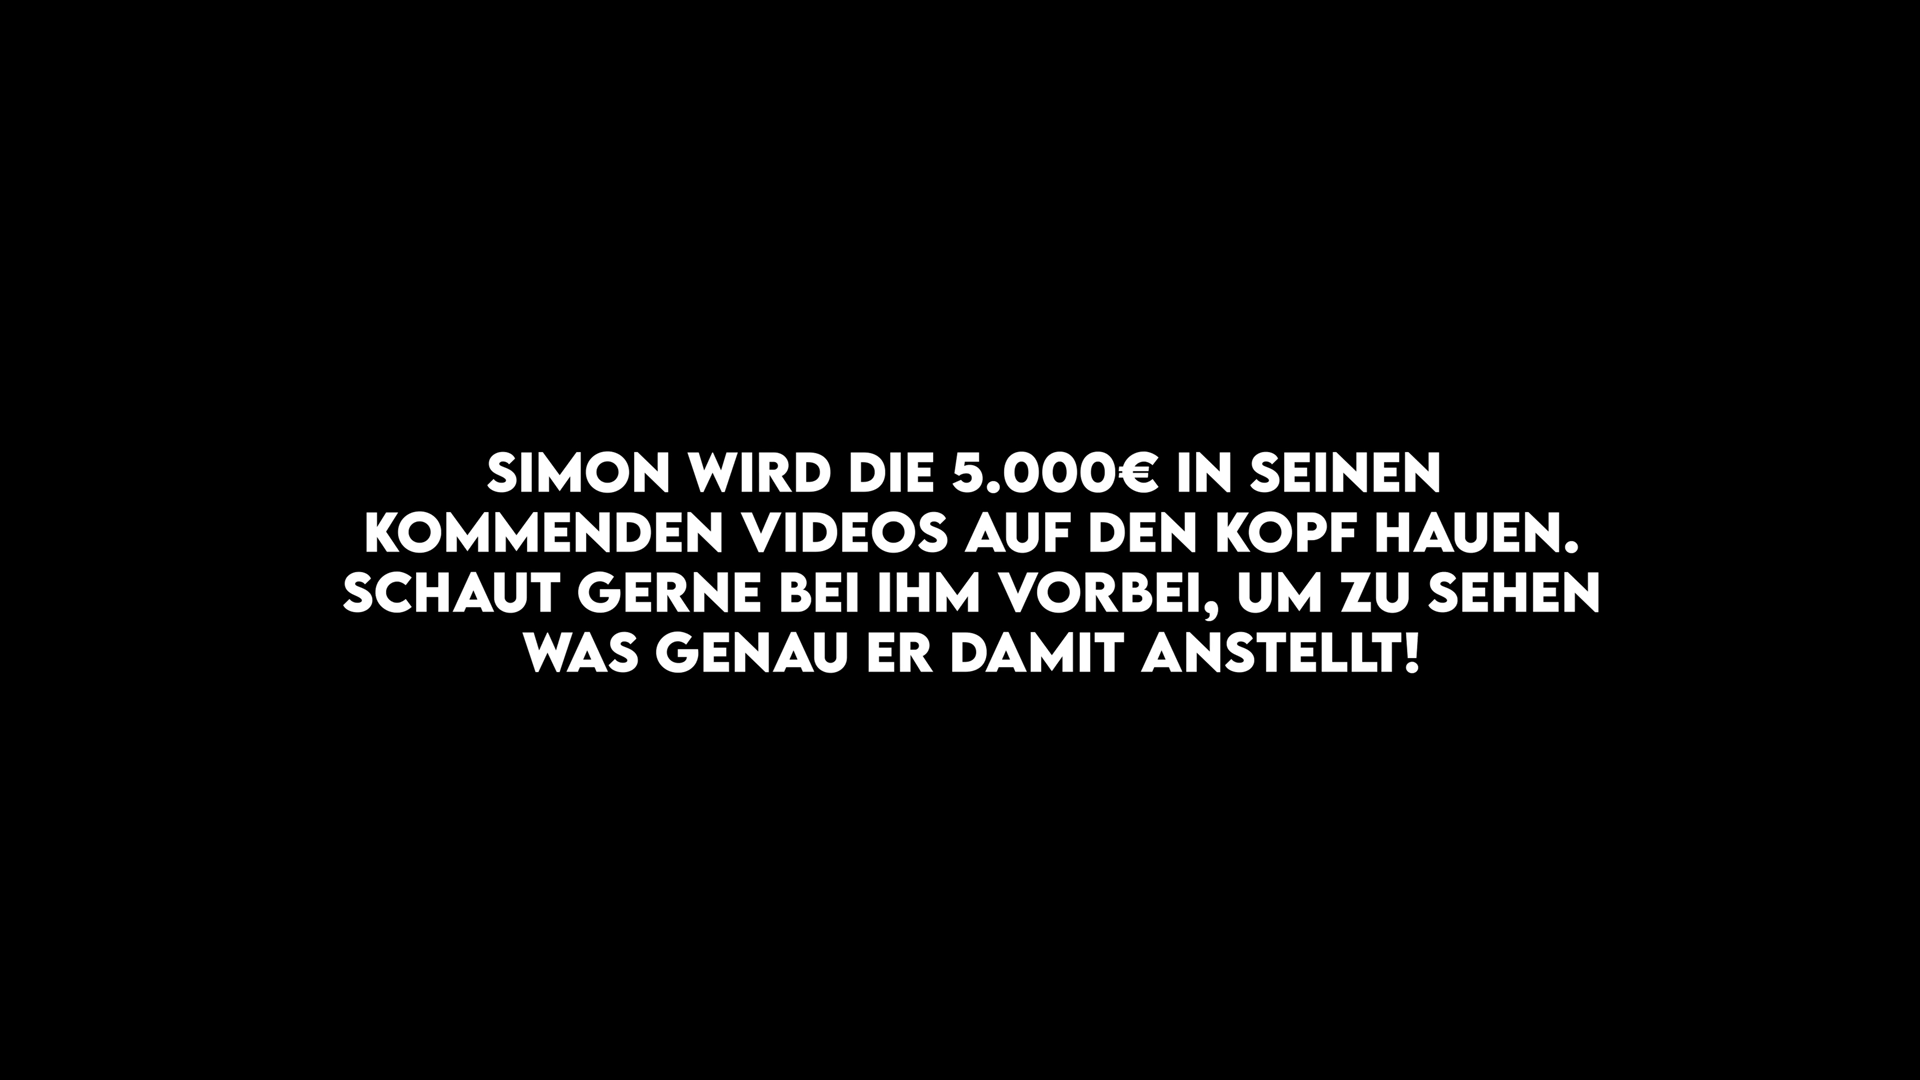 SIMON WIRD DIE 5.000€ IN SEINEN
KOMMENDEN VIDEOS AUF DEN KOPF HAUEN.
SCHAUT GERNE BEI IHM VORBEI, UM ZU SEHEN
WAS GENAU ER DAMIT ANSTELLT!